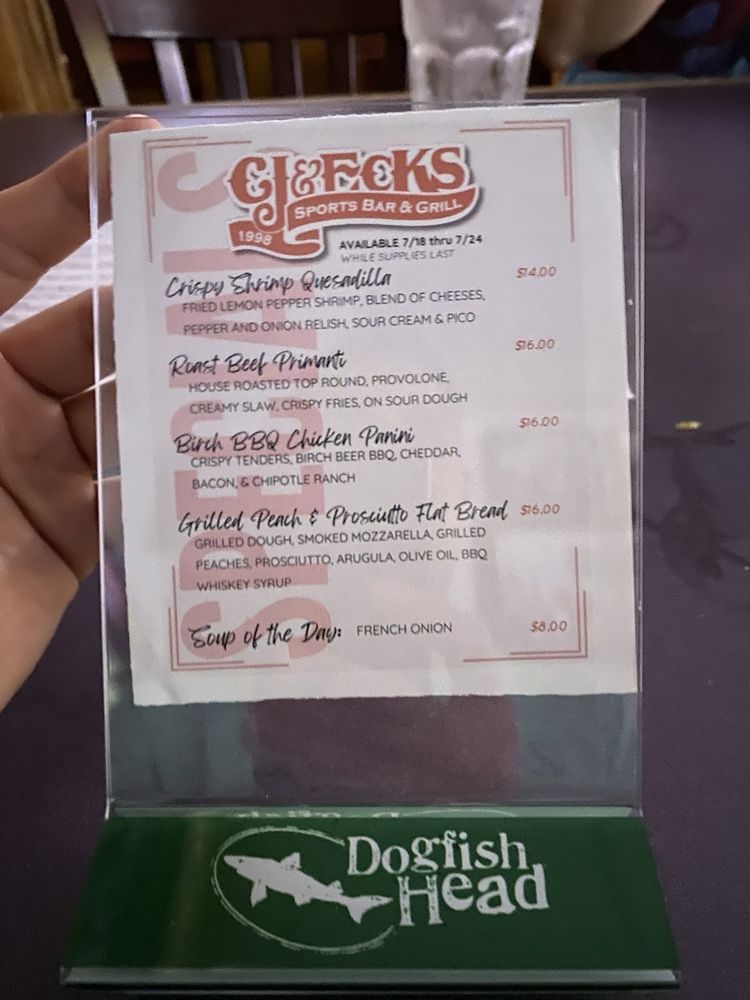 SPECIALS
CJ & ECKS
SPORTS BAR & GRILL
1998
AVAILABLE 7/18 thru 7/24
WHILE SUPPLIES LAST
Crispy Shrimp Quesadilla $14.00
FRIED LEMON PEPPER SHRIMP, BLEND OF CHEESES,
PEPPER AND ONION RELISH, SOUR CREAM & PICO
Roast Beef Primanti $16.00
HOUSE ROASTED TOP ROUND, PROVOLONE,
CREAMY SLAW, CRISPY FRIES, ON SOUR DOUGH
Birch BBQ Chicken Panini $16.00
CRISPY TENDERS, BIRCH BEER BBQ, CHEDDAR,
BACON, & CHIPOTLE RANCH
Grilled Peach & Prosciutto Flat Bread $16.00
GRILLED DOUGH, SMOKED MOZZARELLA, GRILLED
PEACHES, PROSCIUTTO, ARUGULA, OLIVE OIL, BBQ
WHISKEY SYRUP
Soup of the Day: FRENCH ONION $8.00
Dogfish
Head